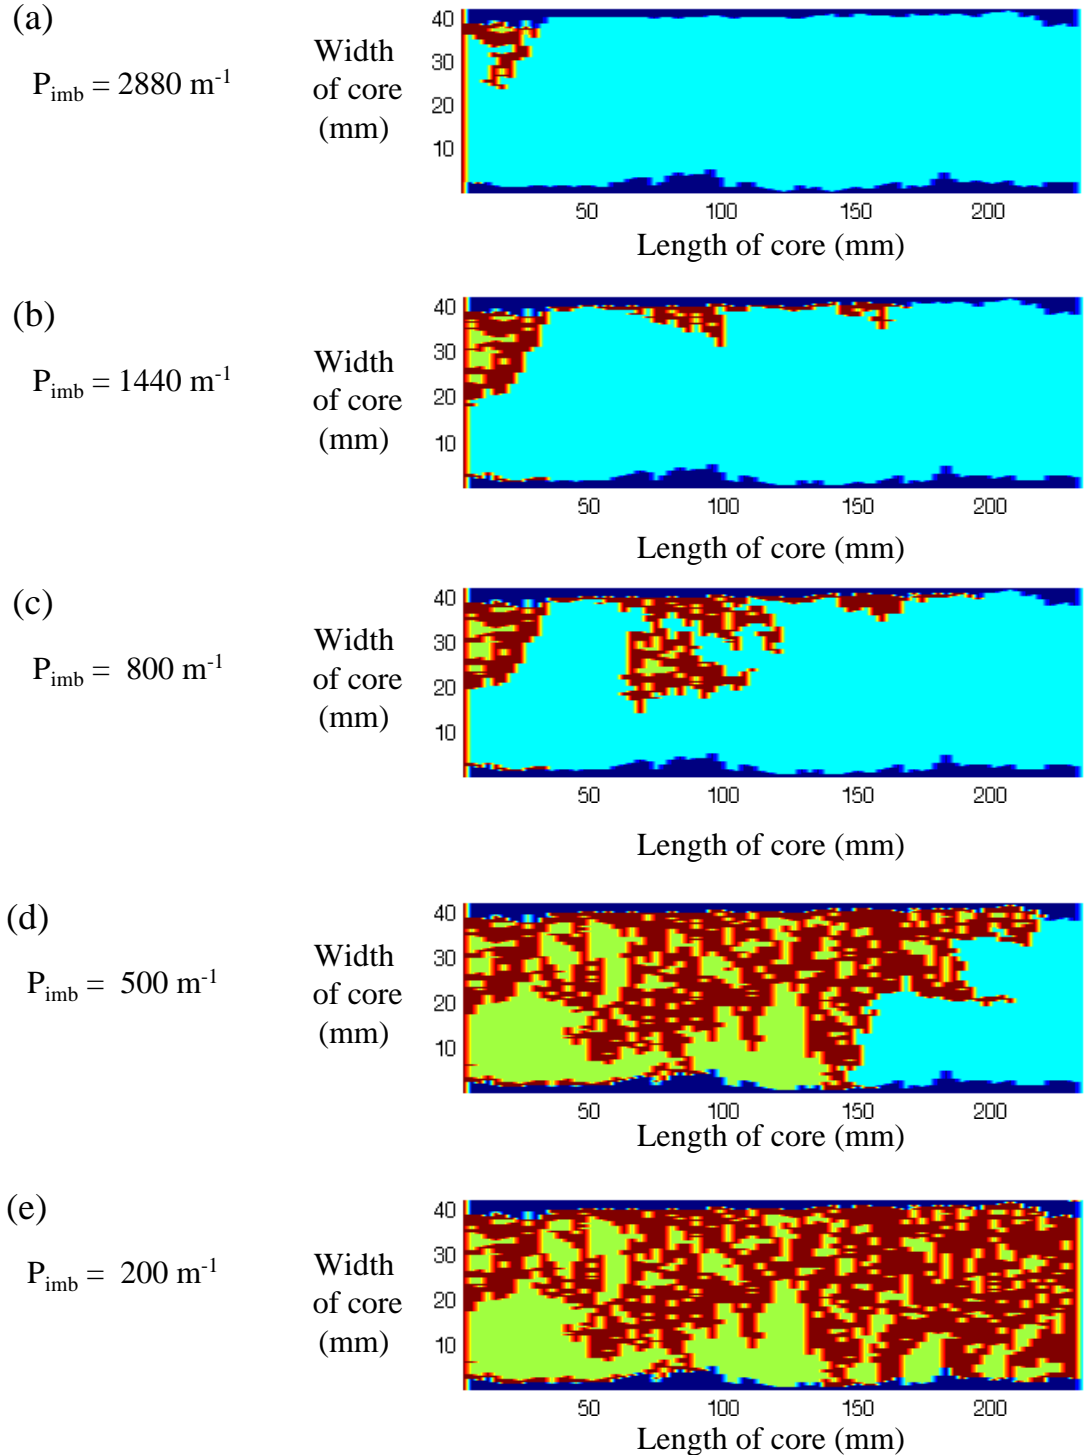 (a)
P_imb = 2880 m^-1
Width
of core
(mm)
40
30
20
10
50 100 150 200
Length of core (mm)
(b)
P_imb = 1440 m^-1
Width
of core
(mm)
40
30
20
10
50 100 150 200
Length of core (mm)
(c)
P_imb = 800 m^-1
Width
of core
(mm)
40
30
20
10
50 100 150 200
Length of core (mm)
(d)
P_imb = 500 m^-1
Width
of core
(mm)
40
30
20
10
50 100 150 200
Length of core (mm)
(e)
P_imb = 200 m^-1
Width
of core
(mm)
40
30
20
10
50 100 150 200
Length of core (mm)